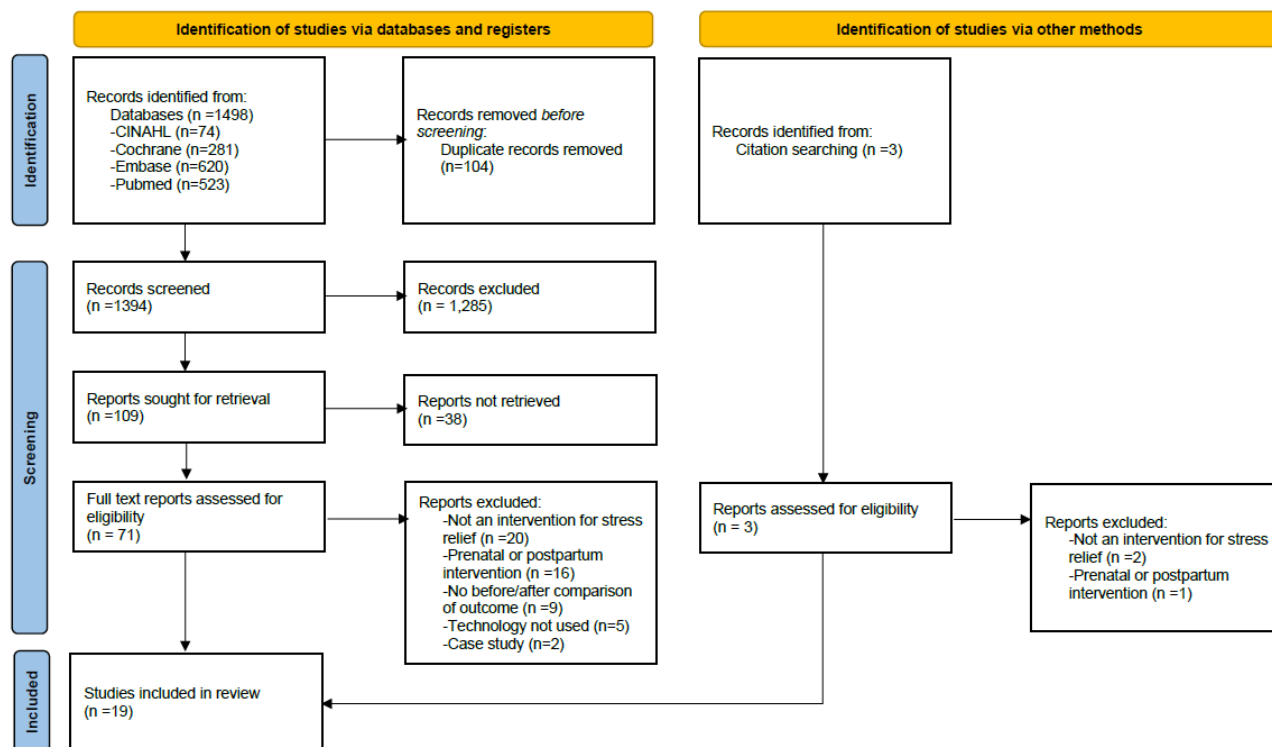 Identification of studies via databases and registers
Identification of studies via other methods
Identification
Records identified from:
Databases (n =1498)
-CINAHL (n=74)
-Cochrane (n=281)
-Embase (n=620)
-Pubmed (n=523)
Records removed before
screening:
Duplicate records removed
(n=104)
Records identified from:
Citation searching (n =3)
Screening
Records screened
(n =1394)
Records excluded
(n = 1,285)
Reports sought for retrieval
(n =109)
Reports not retrieved
(n =38)
Full text reports assessed for
eligibility
(n = 71)
Reports excluded:
-Not an intervention for stress
relief (n =20)
-Prenatal or postpartum
intervention (n =16)
-No before/after comparison
of outcome (n =9)
-Technology not used (n=5)
-Case study (n=2)
Reports assessed for eligibility
(n = 3)
Reports excluded:
-Not an intervention for stress
relief (n =2)
-Prenatal or postpartum
intervention (n =1)
Included
Studies included in review
(n =19)